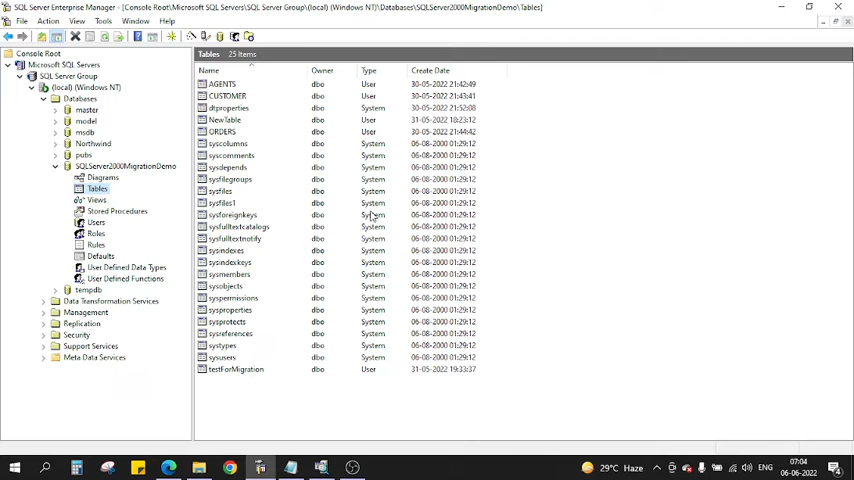 SQL Server Enterprise Manager - [Console Root\Microsoft SQL Servers\SQL Server Group\(local) (Windows NT)\Databases\SQLServer2000MigrationDemo\Tables]
File Action View Tools Window Help
Console Root
Microsoft SQL Servers
SQL Server Group
(local) (Windows NT)
Databases
master
model
msdb
Northwind
pubs
SQLServer2000MigrationDemo
Diagrams
Tables
Views
Stored Procedures
Users
Roles
Rules
Defaults
User Defined Data Types
User Defined Functions
tempdb
Data Transformation Services
Management
Replication
Security
Support Services
Meta Data Services
Tables 25 Items
Name Owner Type Create Date
AGENTS dbo User 30-05-2022 21:42:49
CUSTOMER dbo User 30-05-2022 21:43:41
dtproperties dbo System 30-05-2022 21:52:08
NewTable dbo User 31-05-2022 18:23:12
ORDERS dbo User 30-05-2022 21:44:42
syscolumns dbo System 06-08-2000 01:29:12
syscomments dbo System 06-08-2000 01:29:12
sysdepends dbo System 06-08-2000 01:29:12
sysfilegroups dbo System 06-08-2000 01:29:12
sysfiles dbo System 06-08-2000 01:29:12
sysfiles1 dbo System 06-08-2000 01:29:12
sysforeignkeys dbo System 06-08-2000 01:29:12
sysfulltextcatalogs dbo System 06-08-2000 01:29:12
sysfulltextnotify dbo System 06-08-2000 01:29:12
sysindexes dbo System 06-08-2000 01:29:12
sysindexkeys dbo System 06-08-2000 01:29:12
sysmembers dbo System 06-08-2000 01:29:12
sysobjects dbo System 06-08-2000 01:29:12
syspermissions dbo System 06-08-2000 01:29:12
sysproperties dbo System 06-08-2000 01:29:12
sysprotects dbo System 06-08-2000 01:29:12
sysreferences dbo System 06-08-2000 01:29:12
systypes dbo System 06-08-2000 01:29:12
sysusers dbo System 06-08-2000 01:29:12
testForMigration dbo User 31-05-2022 19:33:37
29°C Haze ENG 07:04
06-06-2022 4